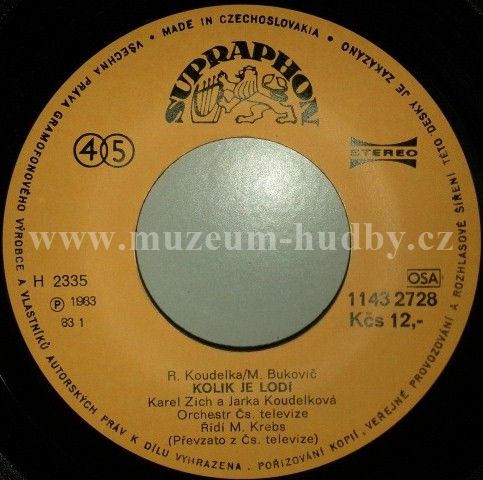 VŠECHNA PRÁVA GRAMOFONOVÉHO VÝROBCE A VLASTNÍKŮ AUTORSKÝCH PRÁV K DÍLU VYHRAZENA. POŘIZOVÁNÍ KOPIÍ, VEŘEJNÉ PROVOZOVÁNÍ A ROZHLASOVÉ ŠÍŘENÍ TÉTO DESKY JE ZAKÁZÁNO
• MADE IN CZECHOSLOVAKIA •
SUPRAPHON
45
STEREO
www.muzeum-hudby.cz
H 2335
℗ 1983
83 1
OSA
1143 2728
Kčs 12,-
R. Koudelka/M. Bukovič
KOLIK JE LODÍ
Karel Zich a Jarka Koudelková
Orchestr Čs. televize
Řídí M. Krebs
(Převzato z Čs. televize)